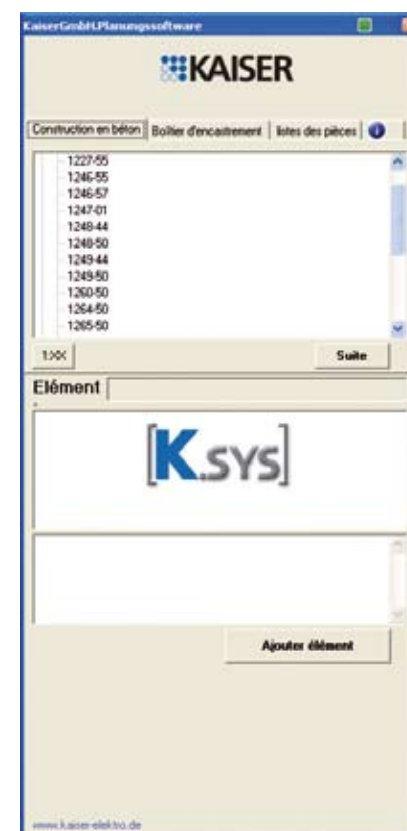 KaiserGmbH.Planungssoftware
KAISER
Construction en béton Boîtier d'encastrement listes des pièces i
1227-55
1246-55
1246-57
1247-01
1248-44
1248-50
1249-44
1249-50
1260-50
1264-50
1265-50
1:XX Suite
Elément
[K.SYS]
Ajouter élément
www.kaiser-elektro.de